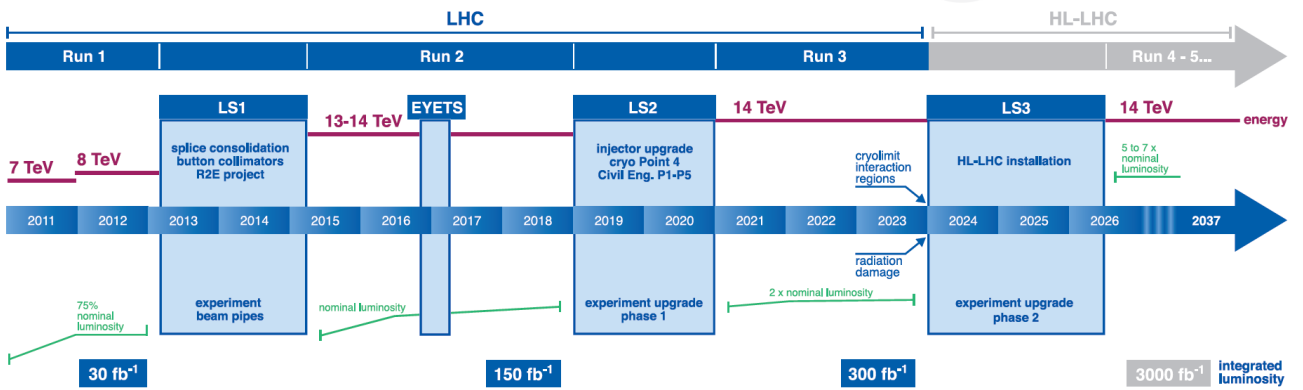 LHC
HL-LHC
Run 1
Run 2
Run 3
Run 4 - 5...
LS1
EYETS
LS2
LS3
14 TeV
14 TeV
13-14 TeV
energy
7 TeV
8 TeV
splice consolidation
button collimators
R2E project
injector upgrade
cryo Point 4
Civil Eng. P1-P5
cryolimit
interaction
regions
HL-LHC installation
5 to 7 x
nominal
luminosity
2011
2012
2013
2014
2015
2016
2017
2018
2019
2020
2021
2022
2023
2024
2025
2026
2037
radiation
damage
75%
nominal
luminosity
experiment
beam pipes
nominal luminosity
experiment upgrade
phase 1
2 x nominal luminosity
experiment upgrade
phase 2
30 fb-1
150 fb-1
300 fb-1
3000 fb-1
integrated
luminosity